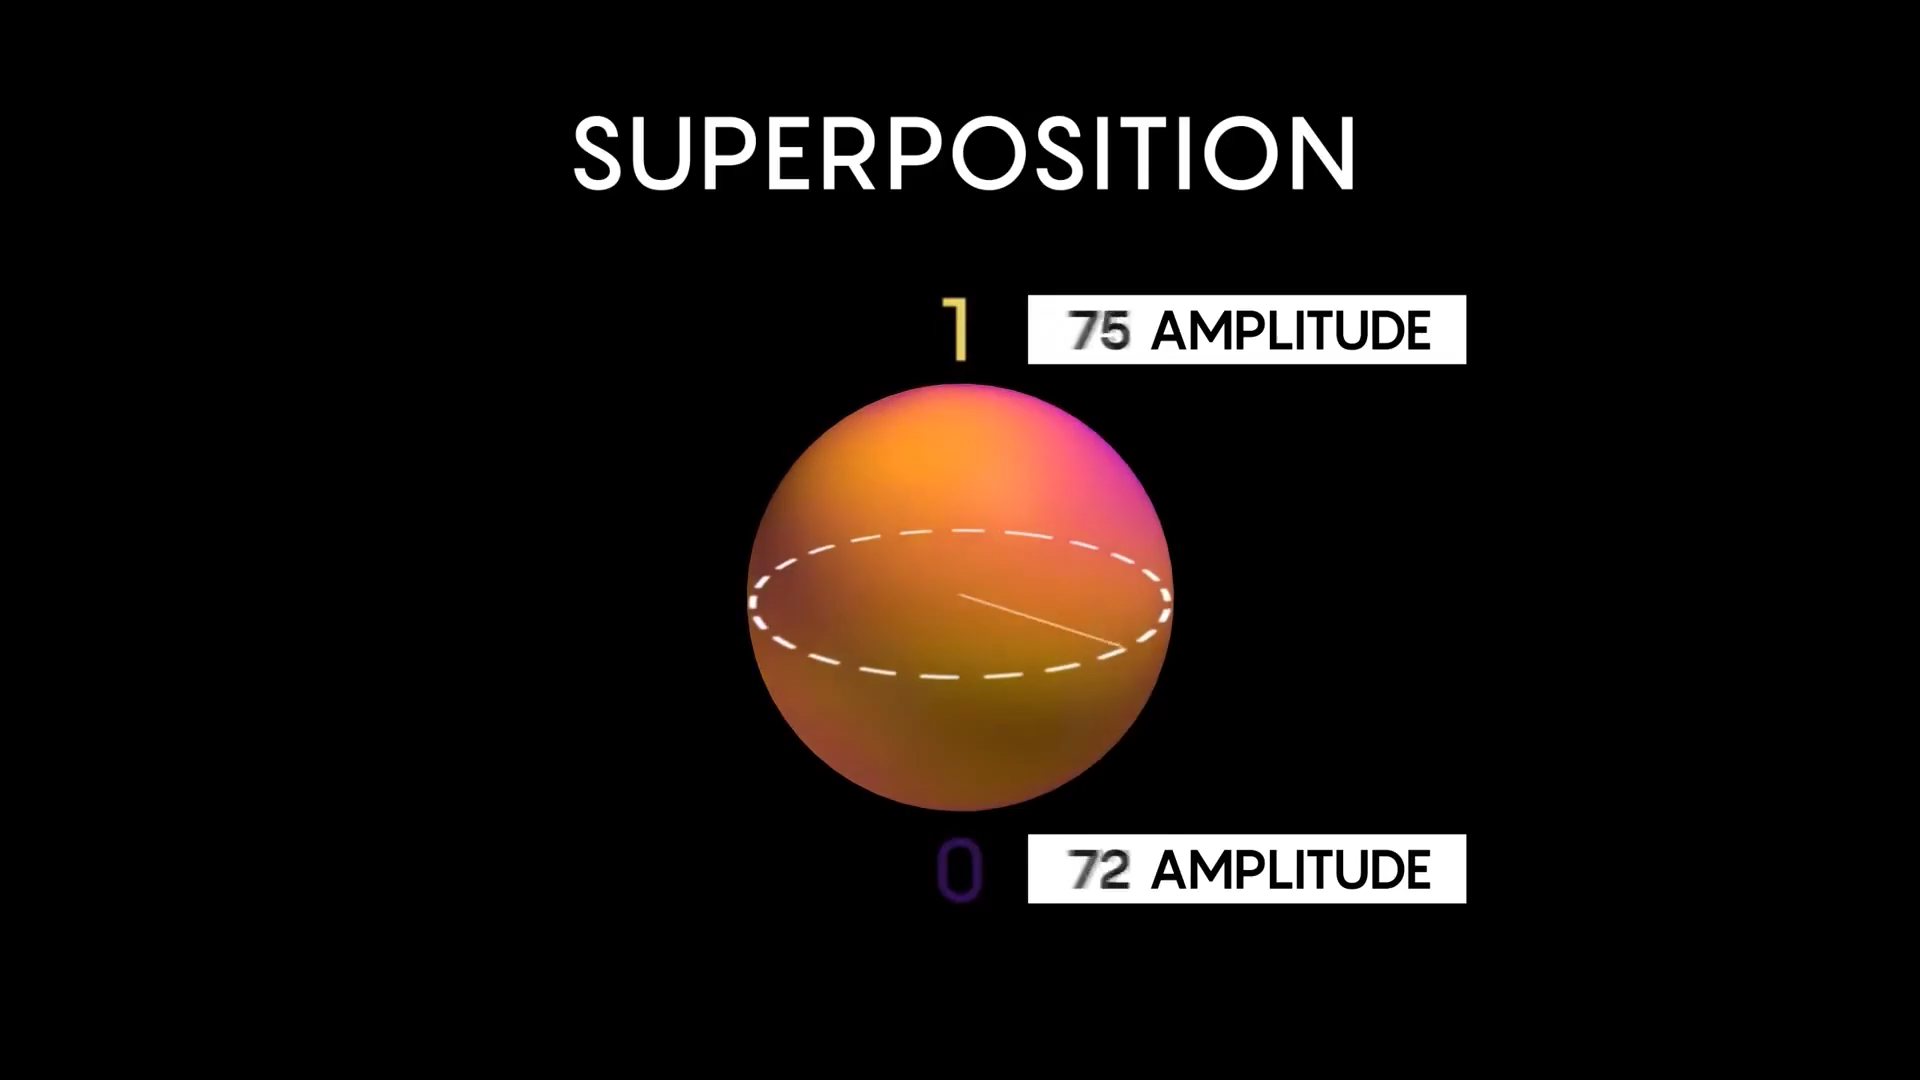 SUPERPOSITION
1
75 AMPLITUDE
0
72 AMPLITUDE